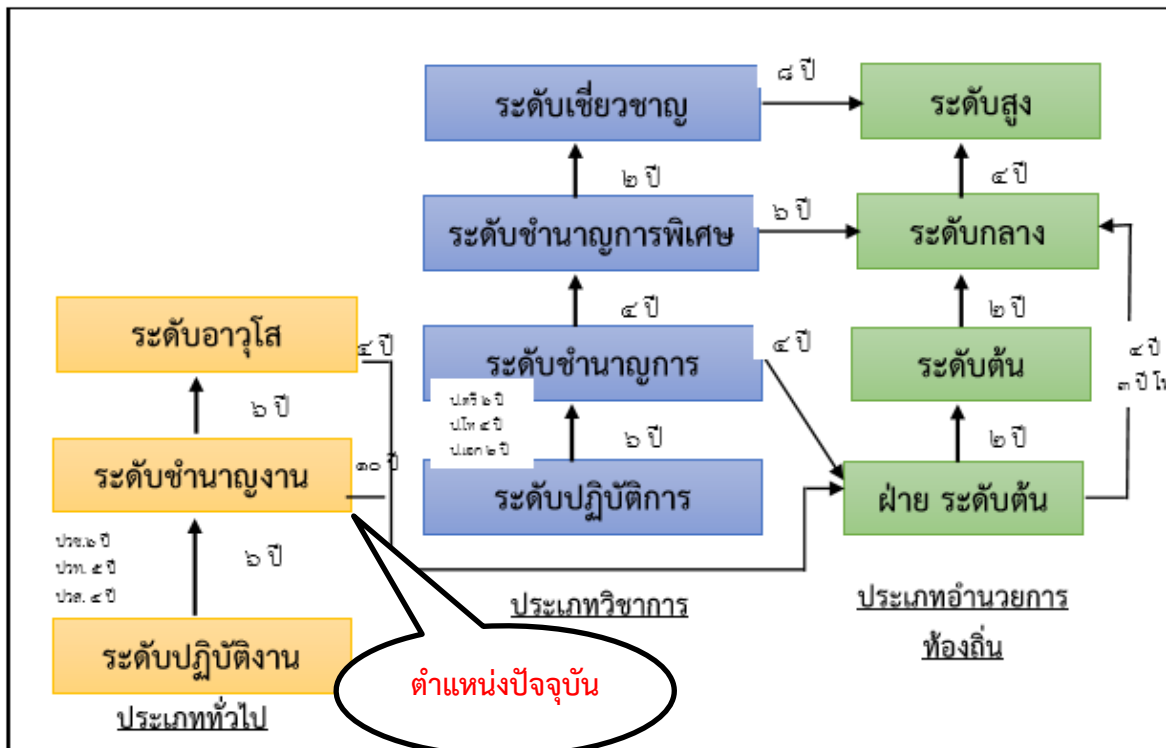 ระดับเชี่ยวชาญ
๘ ปี
ระดับสูง
๒ ปี
๔ ปี
ระดับชำนาญการพิเศษ
๖ ปี
ระดับกลาง
๔ ปี
๒ ปี
ระดับอาวุโส
๔ ปี
ระดับชำนาญการ
๔ ปี
ระดับต้น
๔ ปี
๓ ปี โท
ป.ตรี ๖ ปี
ป.โท ๔ ปี
ป.เอก ๒ ปี
๖ ปี
๖ ปี
๒ ปี
ระดับชำนาญงาน
๑๐ ปี
ระดับปฏิบัติการ
ฝ่าย ระดับต้น
ปวช.๖ ปี
ปวท. ๕ ปี
ปวส. ๔ ปี
๖ ปี
ประเภทวิชาการ
ประเภทอำนวยการ
ท้องถิ่น
ระดับปฏิบัติงาน
ตำแหน่งปัจจุบัน
ประเภททั่วไป